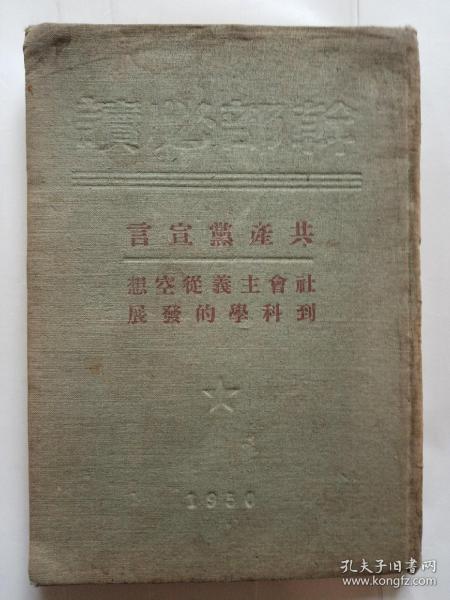 幹部必讀
共產黨宣言
社會主義從空想
到科學的發展
1950
孔夫子旧书网
www.kongfz.com